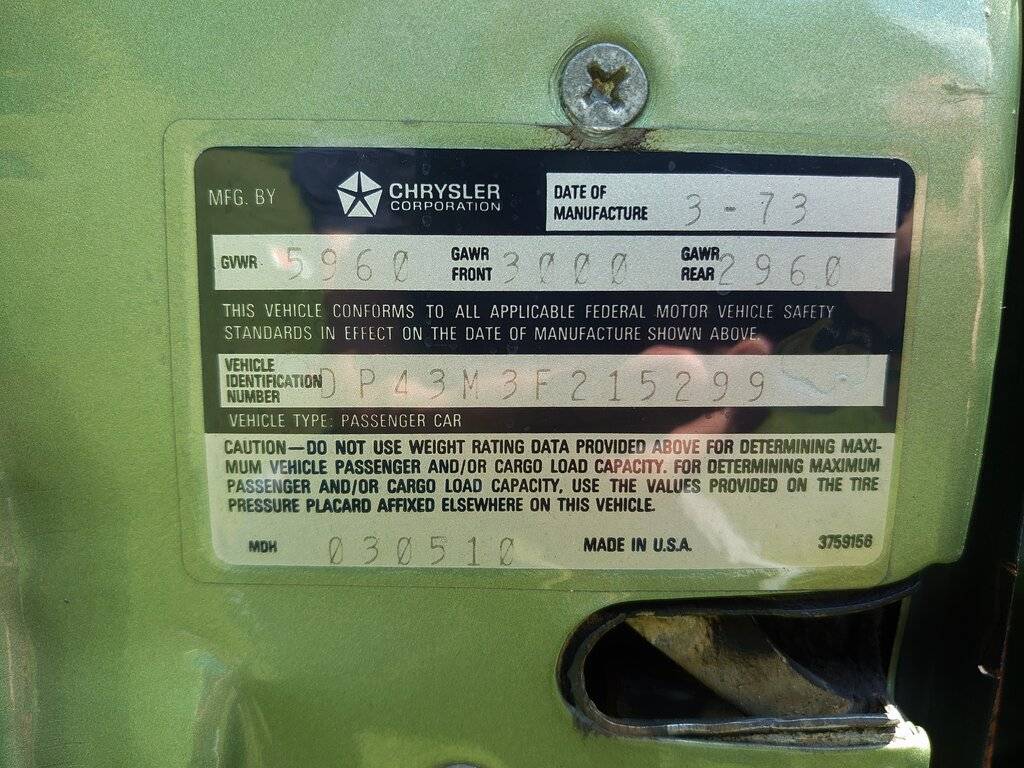 MFG. BY CHRYSLER CORPORATION DATE OF MANUFACTURE 3-73
GVWR 5960 GAWR FRONT 3000 GAWR REAR 2960
THIS VEHICLE CONFORMS TO ALL APPLICABLE FEDERAL MOTOR VEHICLE SAFETY
STANDARDS IN EFFECT ON THE DATE OF MANUFACTURE SHOWN ABOVE.
VEHICLE IDENTIFICATION NUMBER DP43M3F215299
VEHICLE TYPE: PASSENGER CAR
CAUTION—DO NOT USE WEIGHT RATING DATA PROVIDED ABOVE FOR DETERMINING MAXI-
MUM VEHICLE PASSENGER AND/OR CARGO LOAD CAPACITY. FOR DETERMINING MAXIMUM
PASSENGER AND/OR CARGO LOAD CAPACITY, USE THE VALUES PROVIDED ON THE TIRE
PRESSURE PLACARD AFFIXED ELSEWHERE ON THIS VEHICLE.
MDH 030510 MADE IN U.S.A. 3759156